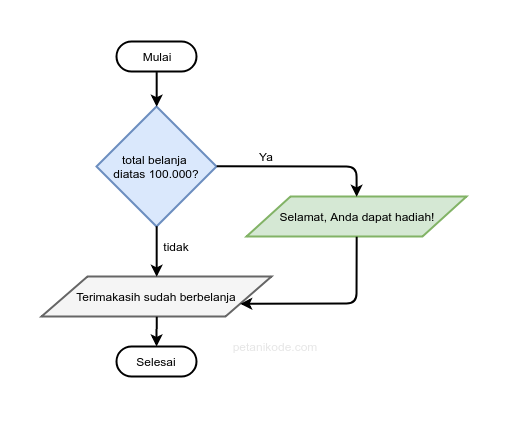 Mulai
total belanja
diatas 100.000?
Ya
Selamat, Anda dapat hadiah!
tidak
Terimakasih sudah berbelanja
petanikode.com
Selesai